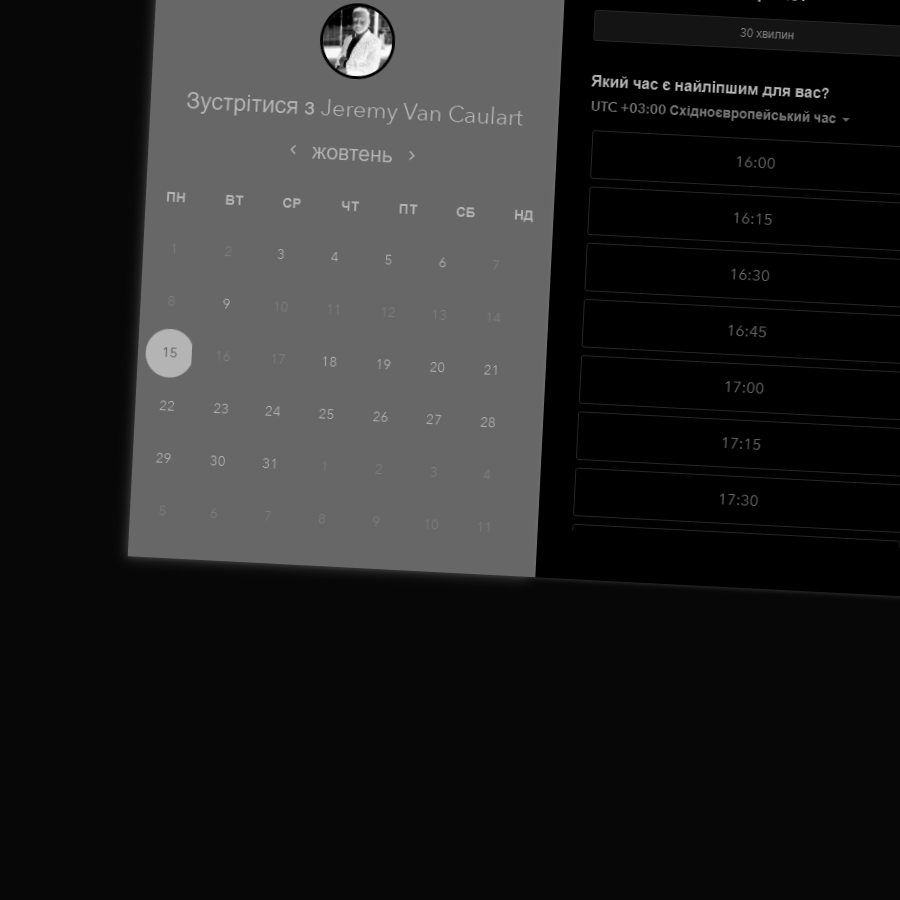 Зустрітися з Jeremy Van Caulart
жовтень
ПН ВТ СР ЧТ ПТ СБ НД
1 2 3 4 5 6 7
8 9 10 11 12 13 14
15 16 17 18 19 20 21
22 23 24 25 26 27 28
29 30 31 1 2 3 4
5 6 7 8 9 10 11
30 хвилин
Який час є найліпшим для вас?
UTC +03:00 Східноєвропейський час
16:00
16:15
16:30
16:45
17:00
17:15
17:30